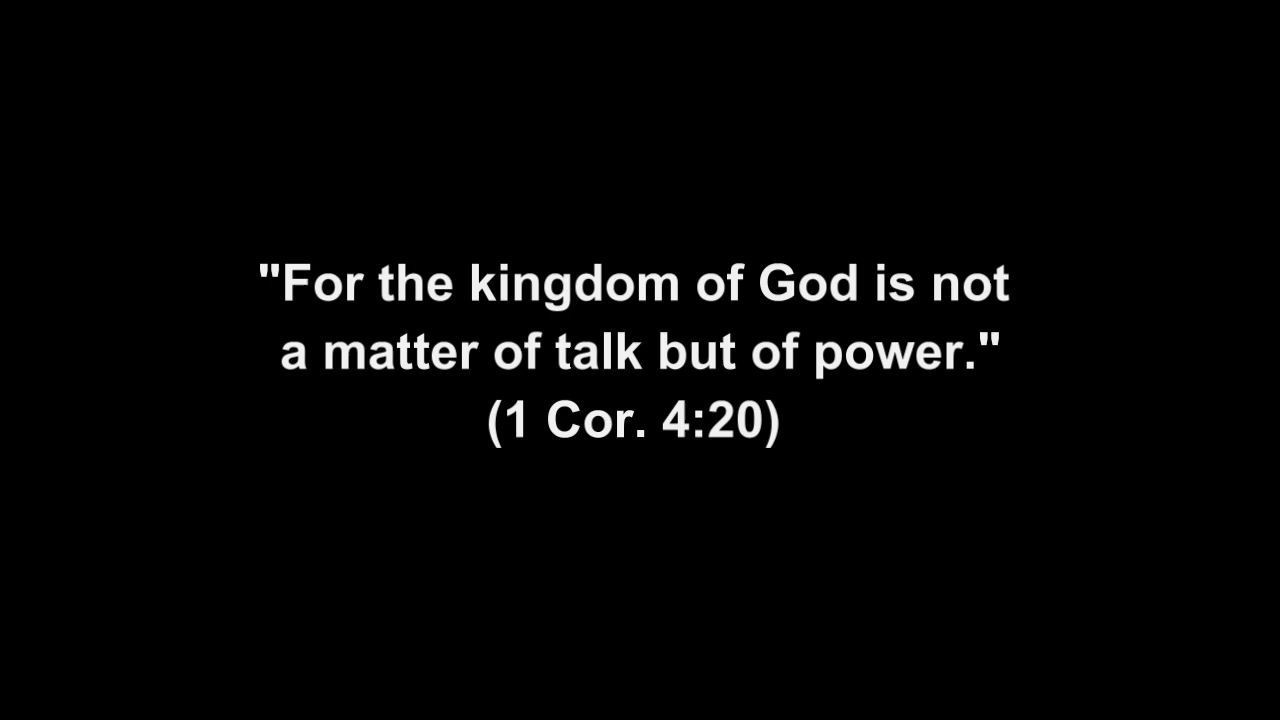 "For the kingdom of God is not
a matter of talk but of power."
(1 Cor. 4:20)